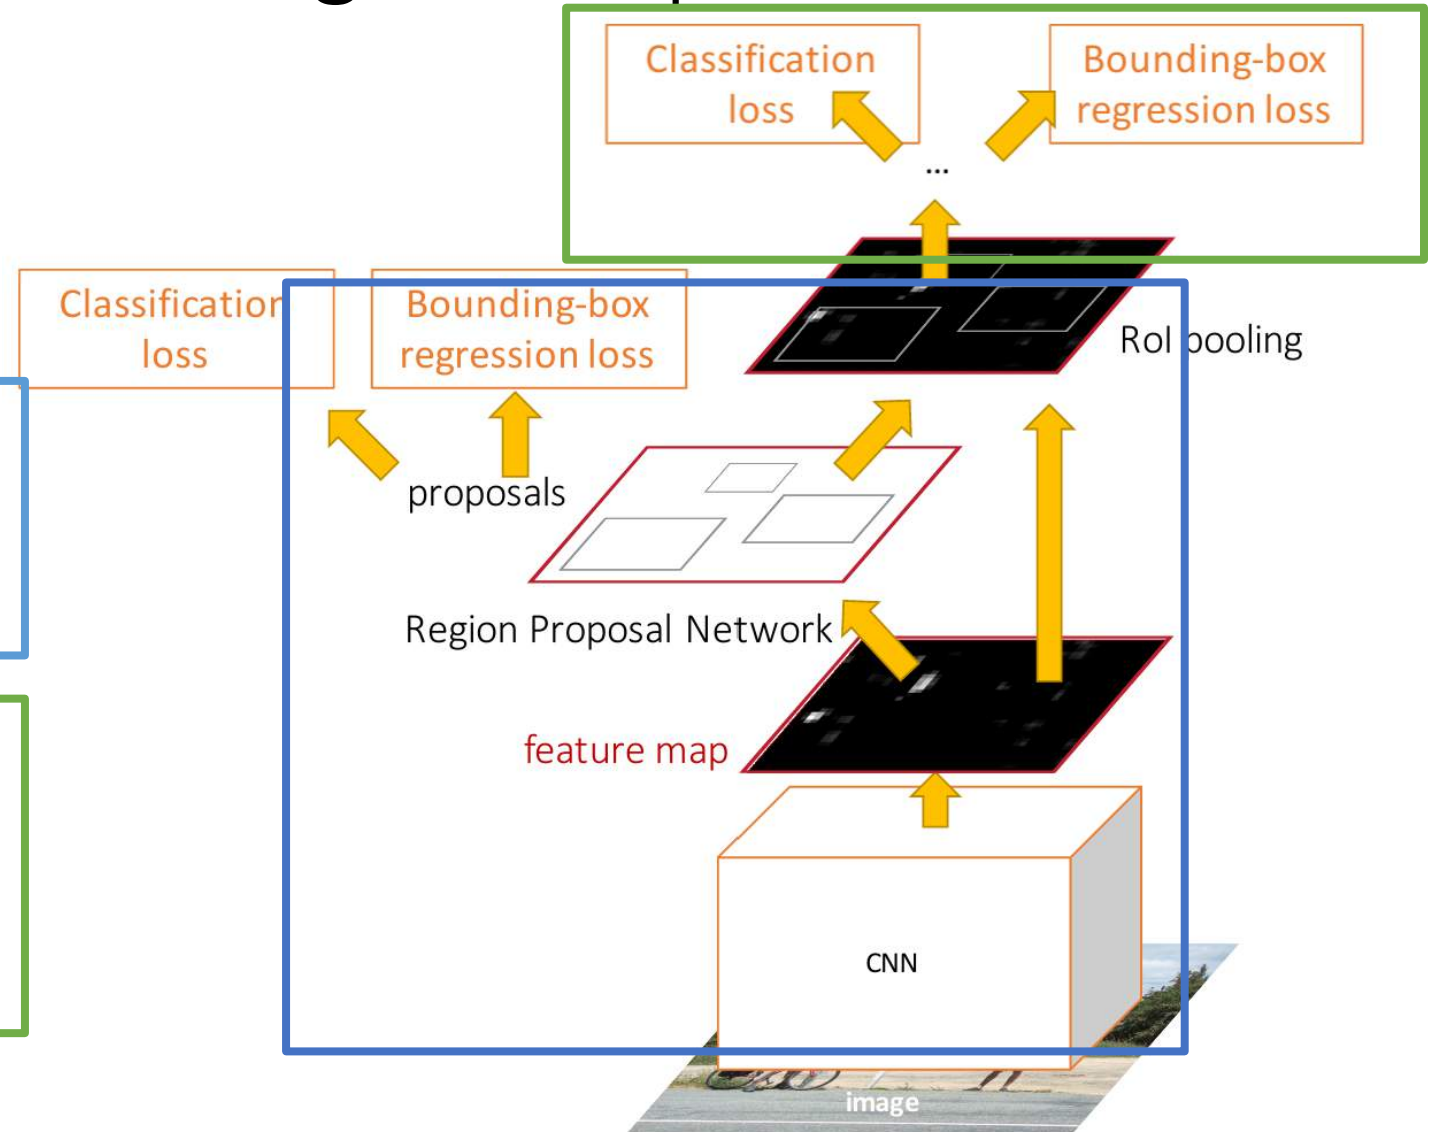 Classification
loss
Bounding-box
regression loss
...
Classification
loss
Bounding-box
regression loss
RoI pooling
proposals
Region Proposal Network
feature map
CNN
image